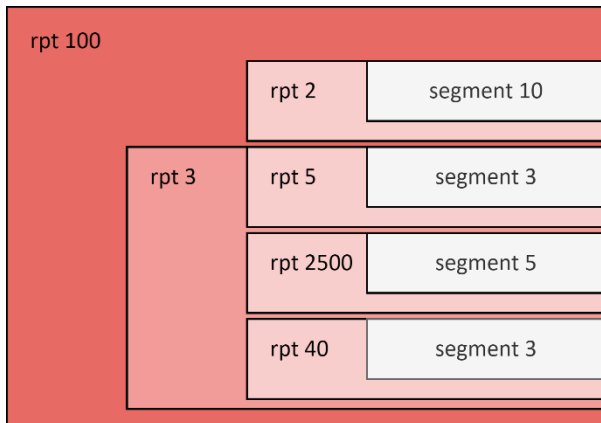 rpt 100
rpt 2 segment 10
rpt 3 rpt 5 segment 3
rpt 2500 segment 5
rpt 40 segment 3